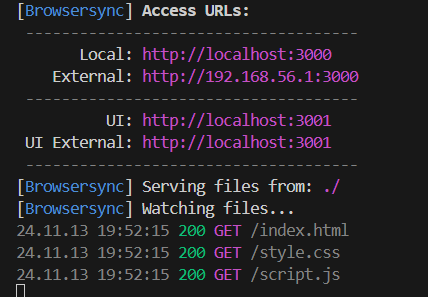 [Browsersync] Access URLs:
--------------------------------------
Local: http://localhost:3000
External: http://192.168.56.1:3000
--------------------------------------
UI: http://localhost:3001
UI External: http://localhost:3001
--------------------------------------
[Browsersync] Serving files from: ./
[Browsersync] Watching files...
24.11.13 19:52:15 200 GET /index.html
24.11.13 19:52:15 200 GET /style.css
24.11.13 19:52:15 200 GET /script.js